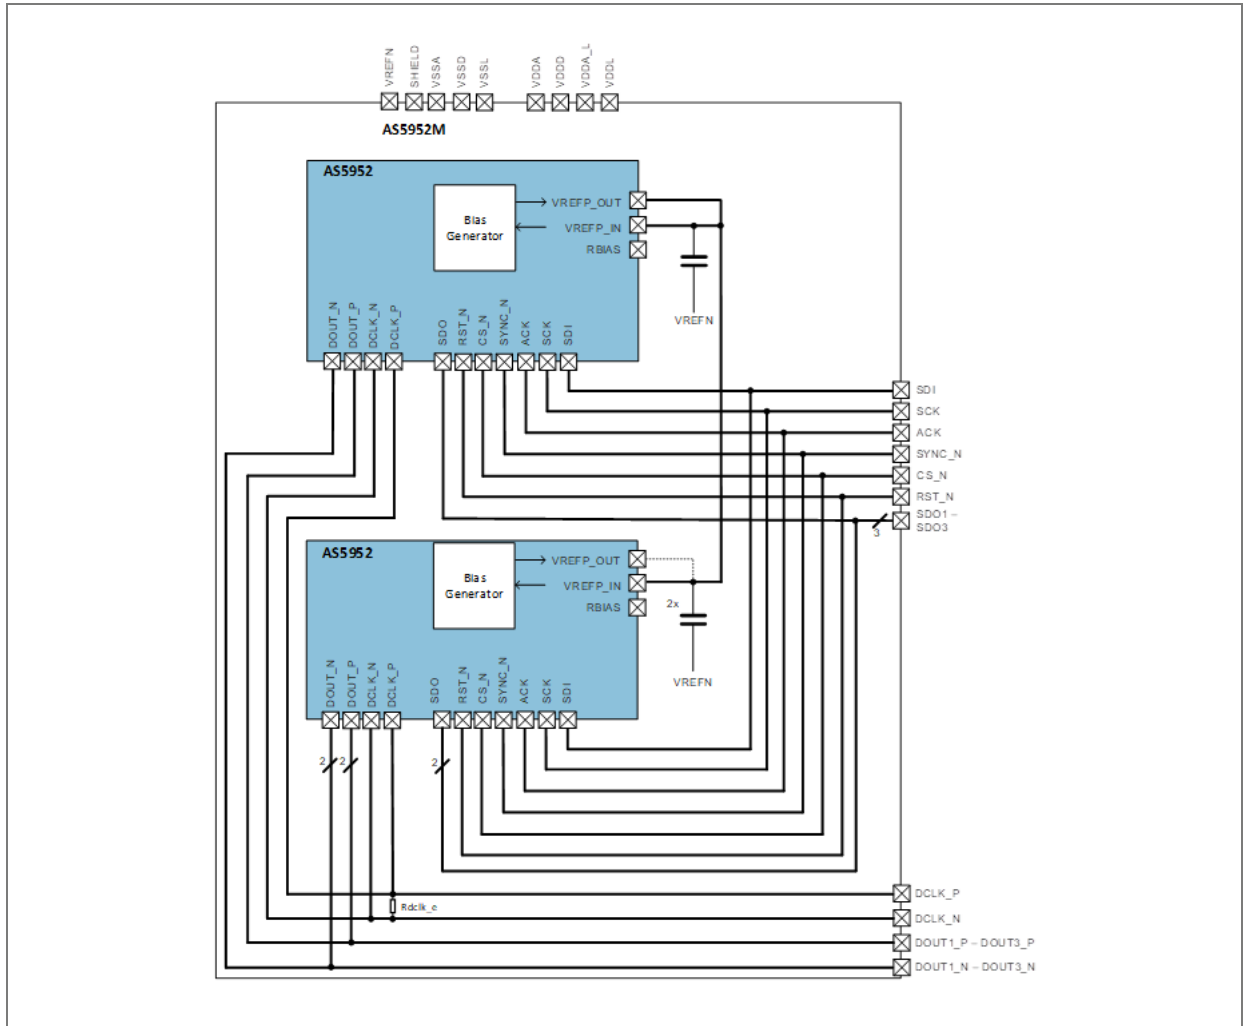 VREFN
SHIELD
VSSA
VSSD
VSSL
VDDA
VDDD
VDDA_L
VDDL
AS5952M
AS5952
Bias
Generator
VREFP_OUT
VREFP_IN
RBIAS
VREFN
DOUT_N
DOUT_P
DCLK_N
DCLK_P
SDO
RST_N
CS_N
SYNC_N
ACK
SCK
SDI
SDI
SCK
ACK
SYNC_N
CS_N
RST_N
SDO1 –
SDO3
3
AS5952
Bias
Generator
VREFP_OUT
VREFP_IN
RBIAS
2x
VREFN
DOUT_N
DOUT_P
DCLK_N
DCLK_P
SDO
RST_N
CS_N
SYNC_N
ACK
SCK
SDI
2
2
2
Rdclk_e
DCLK_P
DCLK_N
DOUT1_P – DOUT3_P
DOUT1_N – DOUT3_N